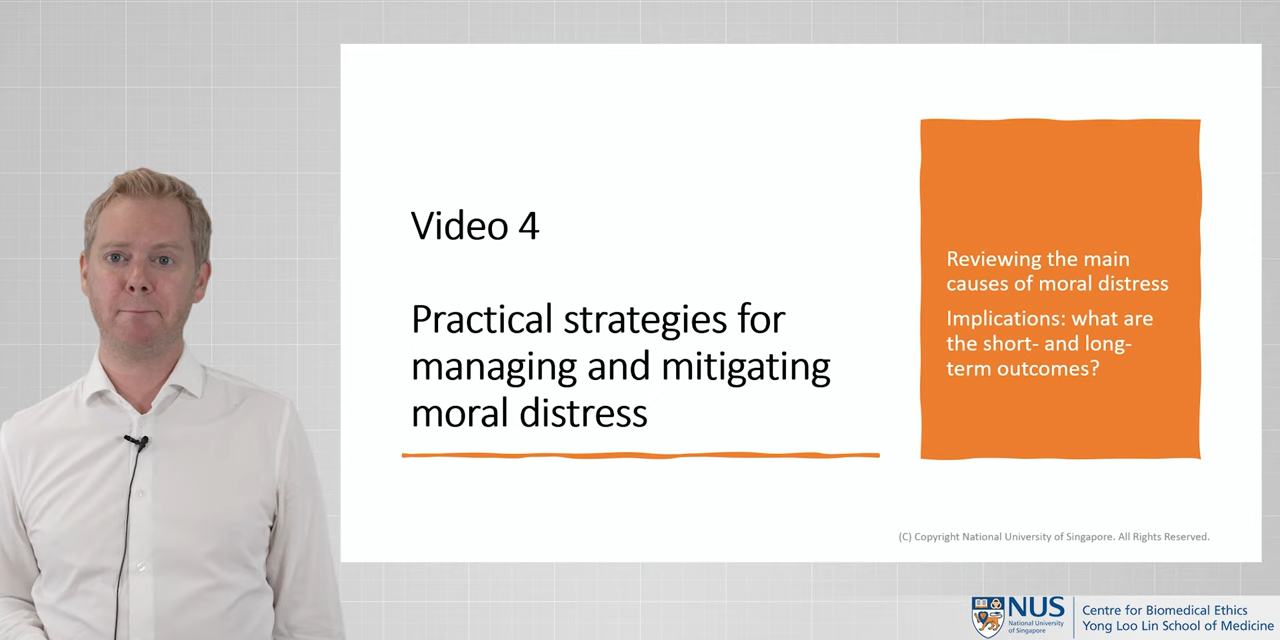 Video 4
Practical strategies for
managing and mitigating
moral distress
Reviewing the main
causes of moral distress
Implications: what are
the short- and long-
term outcomes?
(C) Copyright National University of Singapore. All Rights Reserved.
NUS
National University
of Singapore
Centre for Biomedical Ethics
Yong Loo Lin School of Medicine